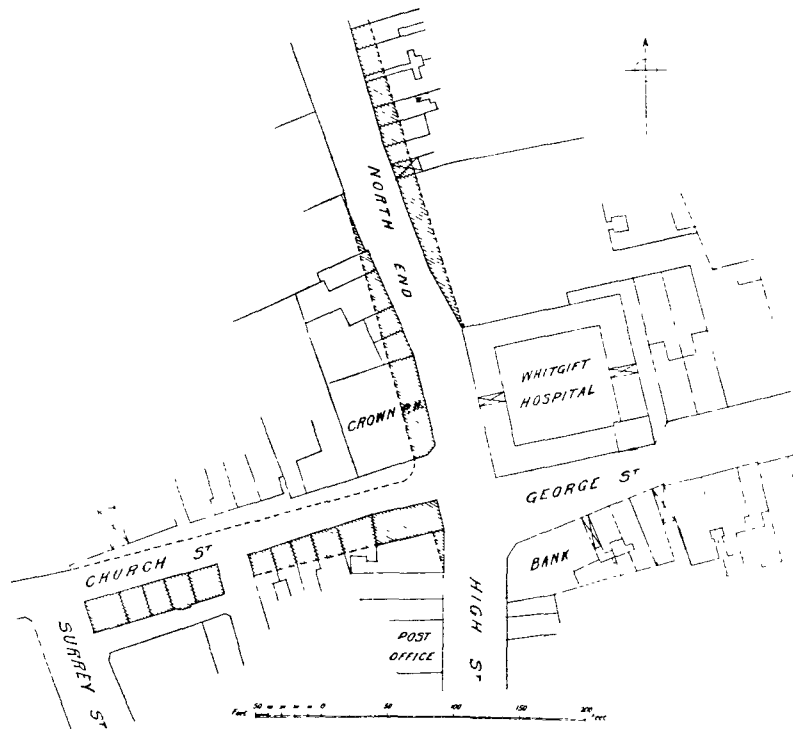 NORTH
END
WHITGIFT
HOSPITAL
CROWN P.H.
GEORGE ST
CHURCH ST
BANK
HIGH ST
POST
OFFICE
SURREY ST
Feet 50 0 50 100 150 200 Feet